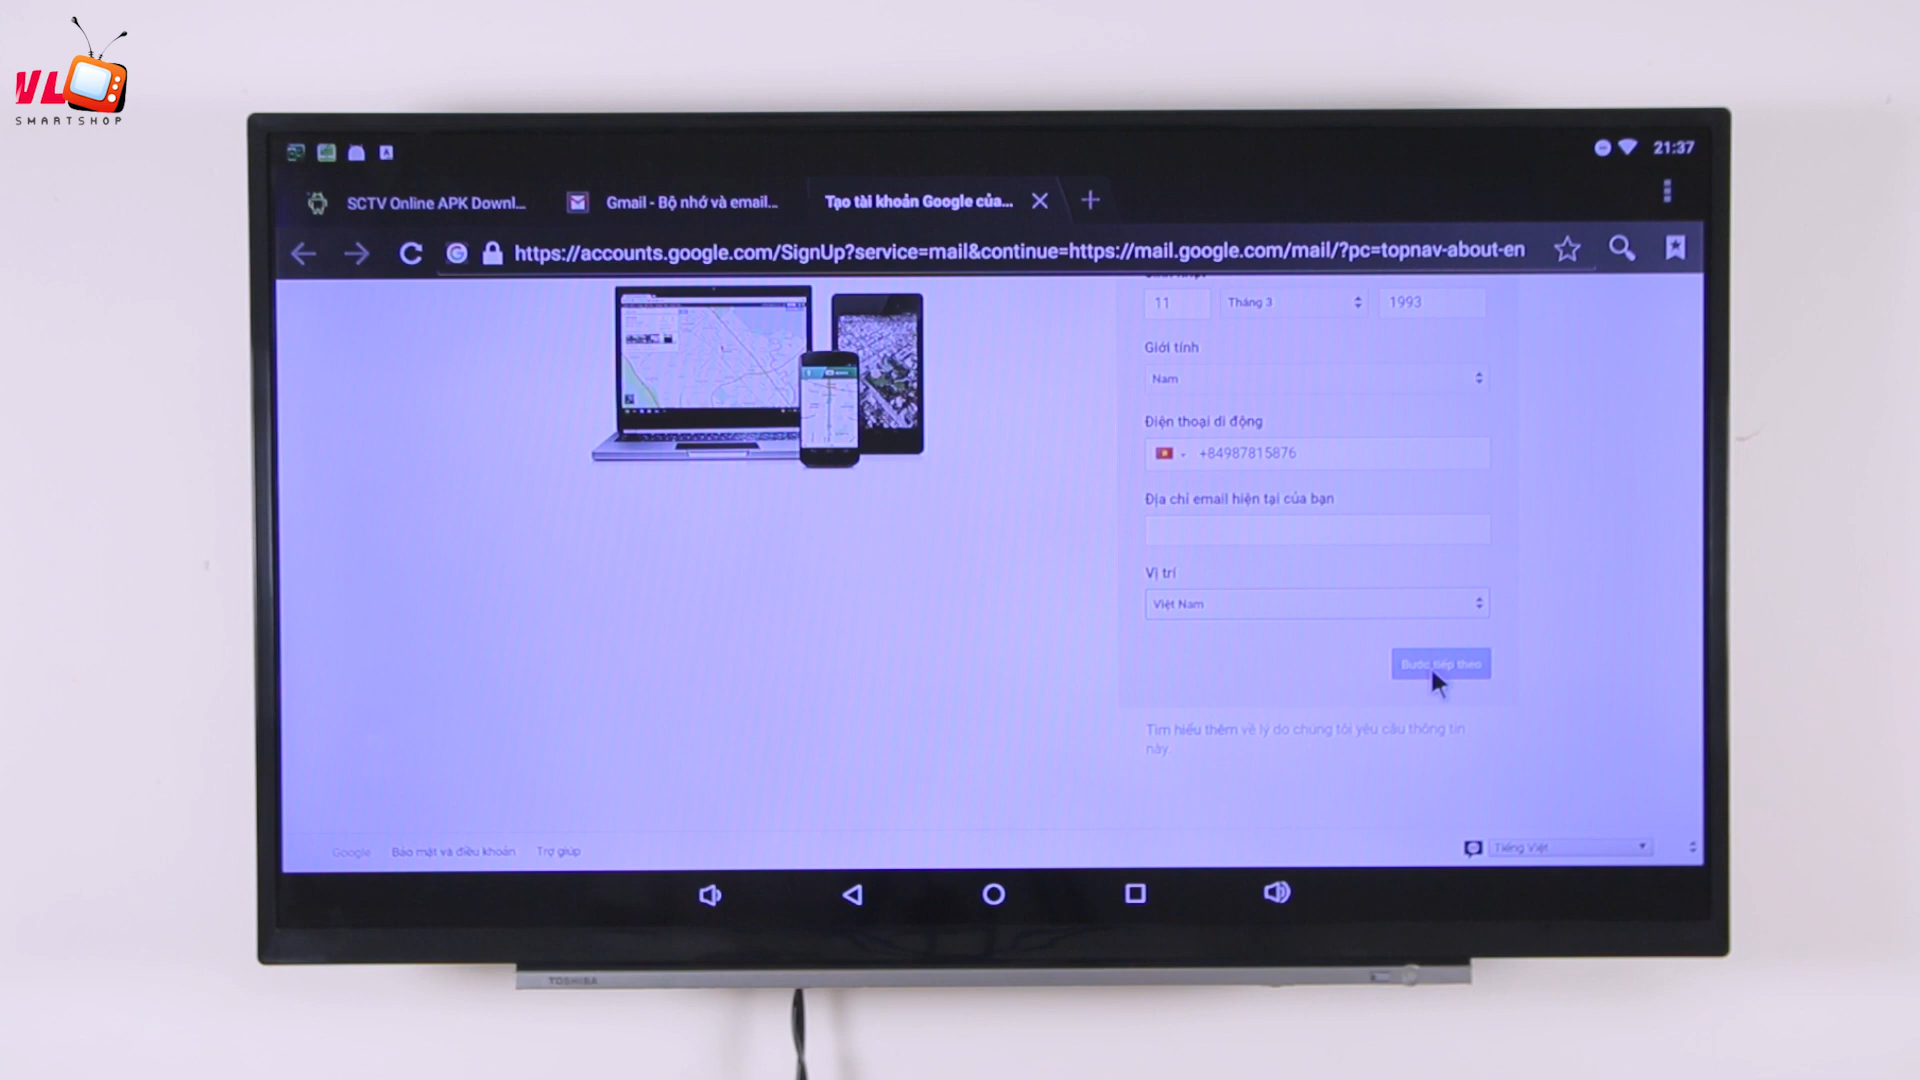 VL
SMARTSHOP
21:37
SCTV Online APK Downl...
Gmail - Bộ nhớ và email...
Tạo tài khoản Google của...
https://accounts.google.com/SignUp?service=mail&continue=https://mail.google.com/mail/?pc=topnav-about-en
11
Tháng 3
1993
Giới tính
Nam
Điện thoại di động
+84987815876
Địa chỉ email hiện tại của bạn
Vị trí
Việt Nam
Bước tiếp theo
Tìm hiểu thêm về lý do chúng tôi yêu cầu thông tin
này.
Google
Bảo mật và điều khoản
Trợ giúp
Tiếng Việt
TOSHIBA